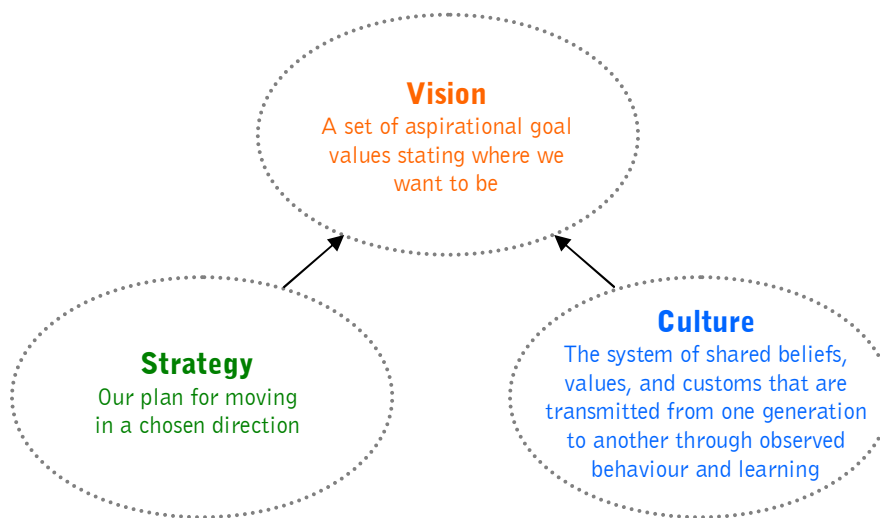 Vision
A set of aspirational goal
values stating where we
want to be
Strategy
Our plan for moving
in a chosen direction
Culture
The system of shared beliefs,
values, and customs that are
transmitted from one generation
to another through observed
behaviour and learning